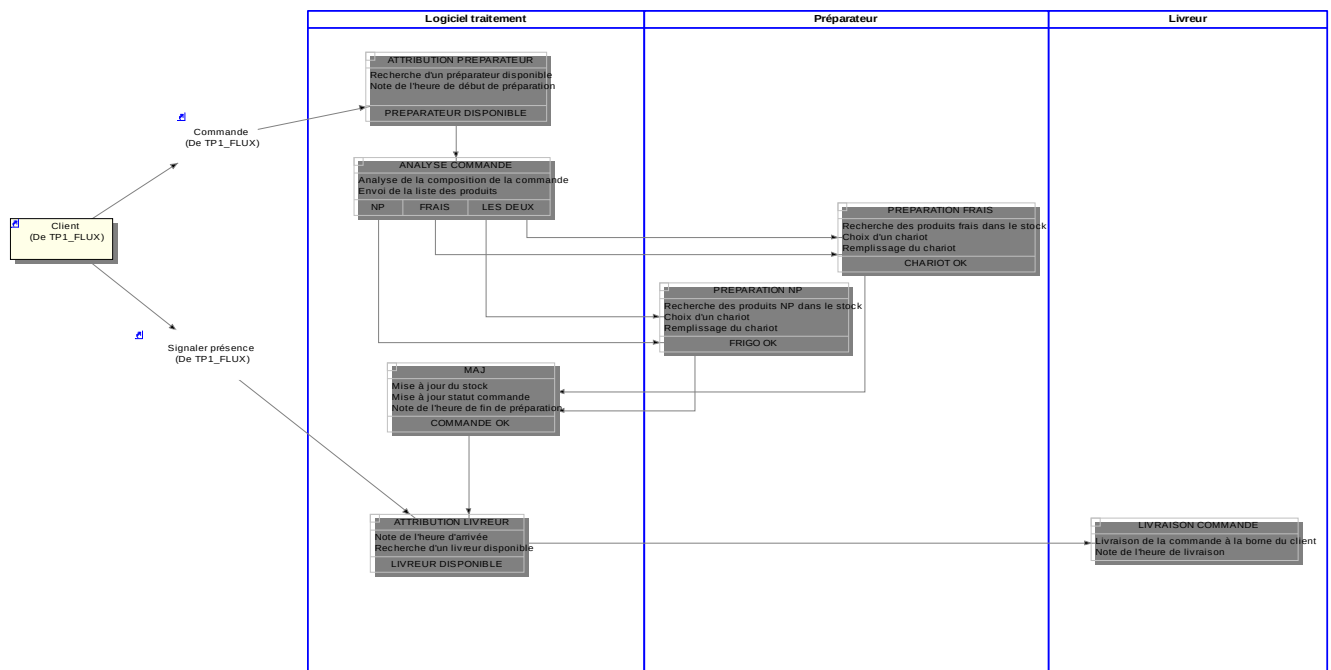 Logiciel traitement
Préparateur
Livreur
ATTRIBUTION PREPARATEUR
Recherche d'un préparateur disponible
Note de l'heure de début de préparation
PREPARATEUR DISPONIBLE
Commande
(De TP1_FLUX)
ANALYSE COMMANDE
Analyse de la composition de la commande
Envoi de la liste des produits
NP
FRAIS
LES DEUX
Client
(De TP1_FLUX)
PREPARATION FRAIS
Recherche des produits frais dans le stock
Choix d'un chariot
Remplissage du chariot
CHARIOT OK
PREPARATION NP
Recherche des produits NP dans le stock
Choix d'un chariot
Remplissage du chariot
FRIGO OK
Signaler présence
(De TP1_FLUX)
MAJ
Mise à jour du stock
Mise à jour statut commande
Note de l'heure de fin de préparation
COMMANDE OK
ATTRIBUTION LIVREUR
Note de l'heure d'arrivée
Recherche d'un livreur disponible
LIVREUR DISPONIBLE
LIVRAISON COMMANDE
Livraison de la commande à la borne du client
Note de l'heure de livraison